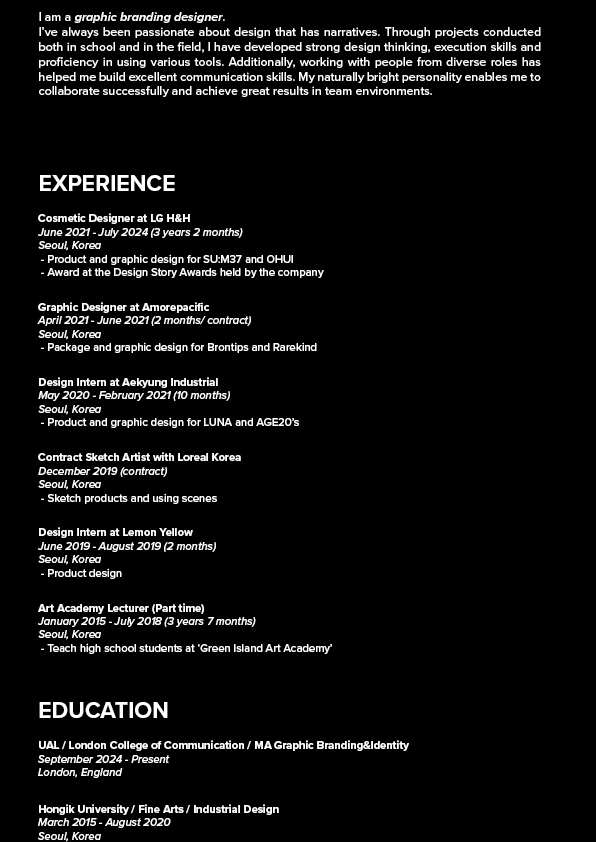 I am a graphic branding designer.
I've always been passionate about design that has narratives. Through projects conducted
both in school and in the field, I have developed strong design thinking, execution skills and
proficiency in using various tools. Additionally, working with people from diverse roles has
helped me build excellent communication skills. My naturally bright personality enables me to
collaborate successfully and achieve great results in team environments.
EXPERIENCE
Cosmetic Designer at LG H&H
June 2021 - July 2024 (3 years 2 months)
Seoul, Korea
- Product and graphic design for SU:M37 and OHUI
- Award at the Design Story Awards held by the company
Graphic Designer at Amorepacific
April 2021 - June 2021 (2 months/ contract)
Seoul, Korea
- Package and graphic design for Brontips and Rarekind
Design Intern at Aekyung Industrial
May 2020 - February 2021 (10 months)
Seoul, Korea
- Product and graphic design for LUNA and AGE20's
Contract Sketch Artist with Loreal Korea
December 2019 (contract)
Seoul, Korea
- Sketch products and using scenes
Design Intern at Lemon Yellow
June 2019 - August 2019 (2 months)
Seoul, Korea
- Product design
Art Academy Lecturer (Part time)
January 2015 - July 2018 (3 years 7 months)
Seoul, Korea
- Teach high school students at 'Green Island Art Academy'
EDUCATION
UAL / London College of Communication / MA Graphic Branding&Identity
September 2024 - Present
London, England
Hongik University / Fine Arts / Industrial Design
March 2015 - August 2020
Seoul, Korea